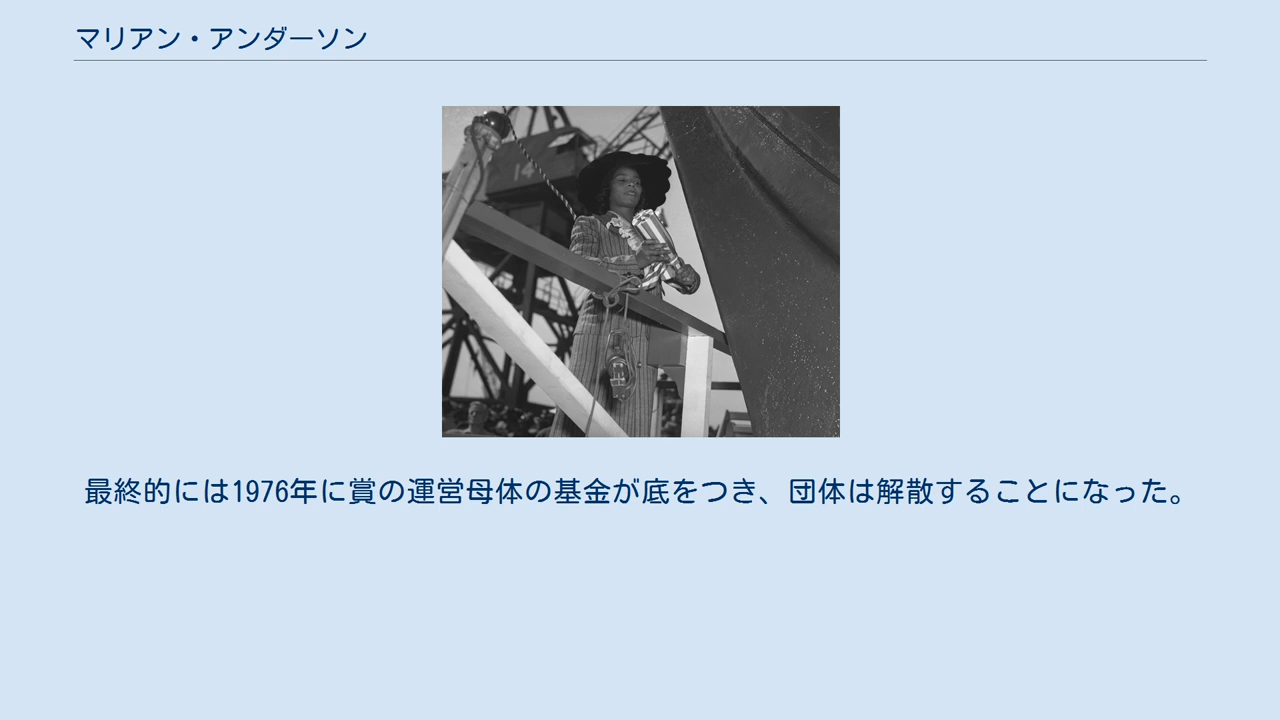 マリアン・アンダーソン
14
最終的には1976年に賞の運営母体の基金が底をつき、団体は解散することになった。